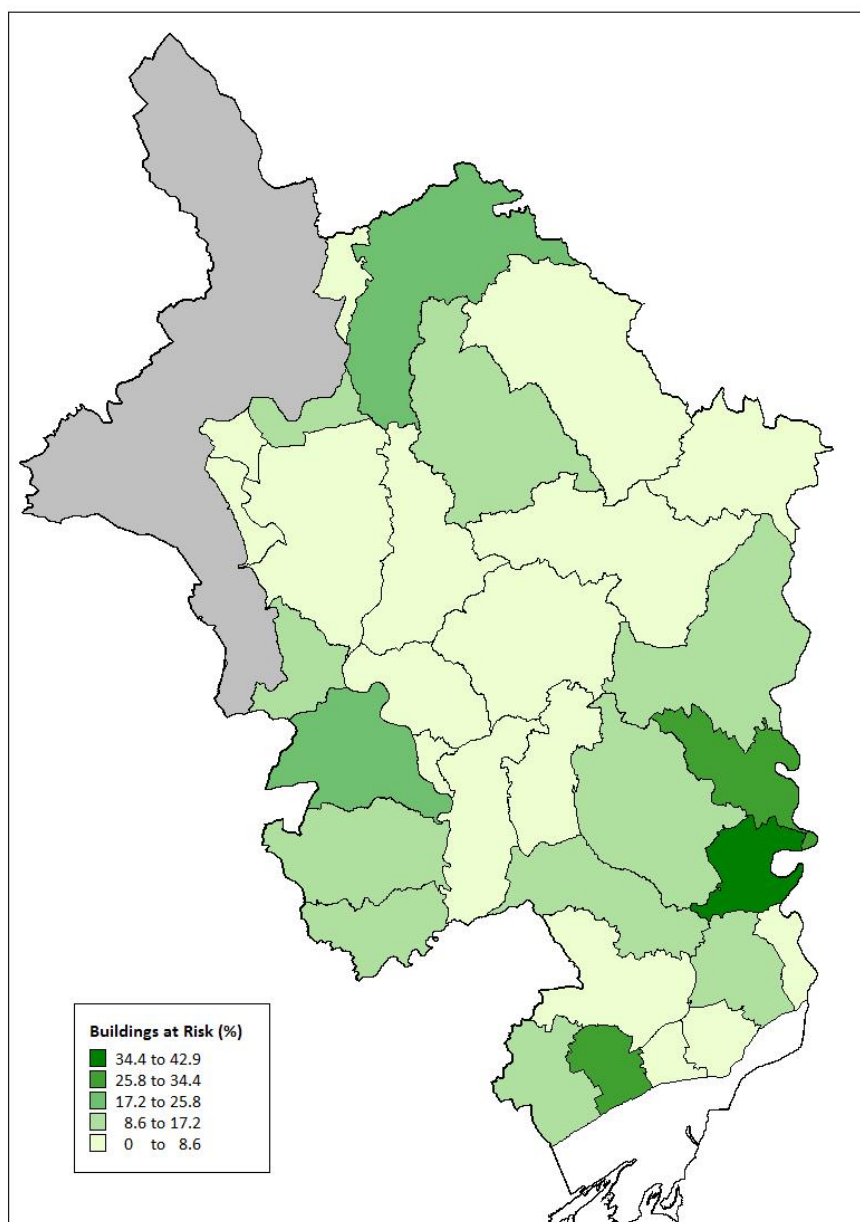 Buildings at Risk (%)
34.4 to 42.9
25.8 to 34.4
17.2 to 25.8
8.6 to 17.2
0 to 8.6